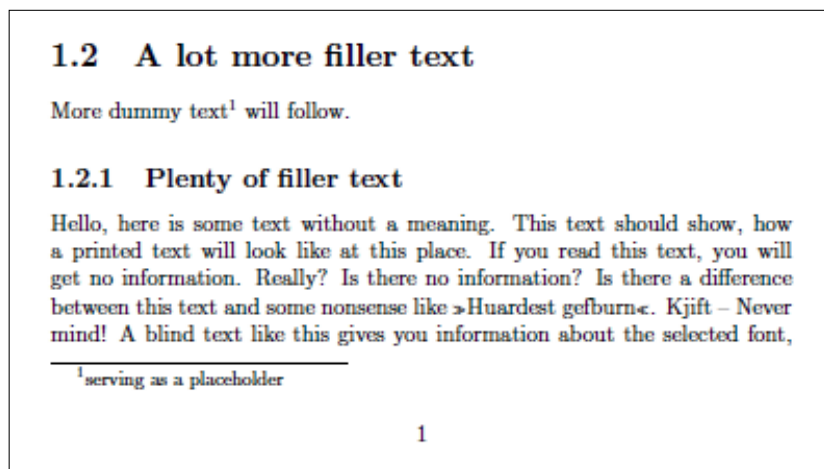 1.2 A lot more filler text
More dummy text¹ will follow.
1.2.1 Plenty of filler text
Hello, here is some text without a meaning. This text should show, how
a printed text will look like at this place. If you read this text, you will
get no information. Really? Is there no information? Is there a difference
between this text and some nonsense like »Huardest gefburn«. Kjift – Never
mind! A blind text like this gives you information about the selected font,
¹serving as a placeholder
1